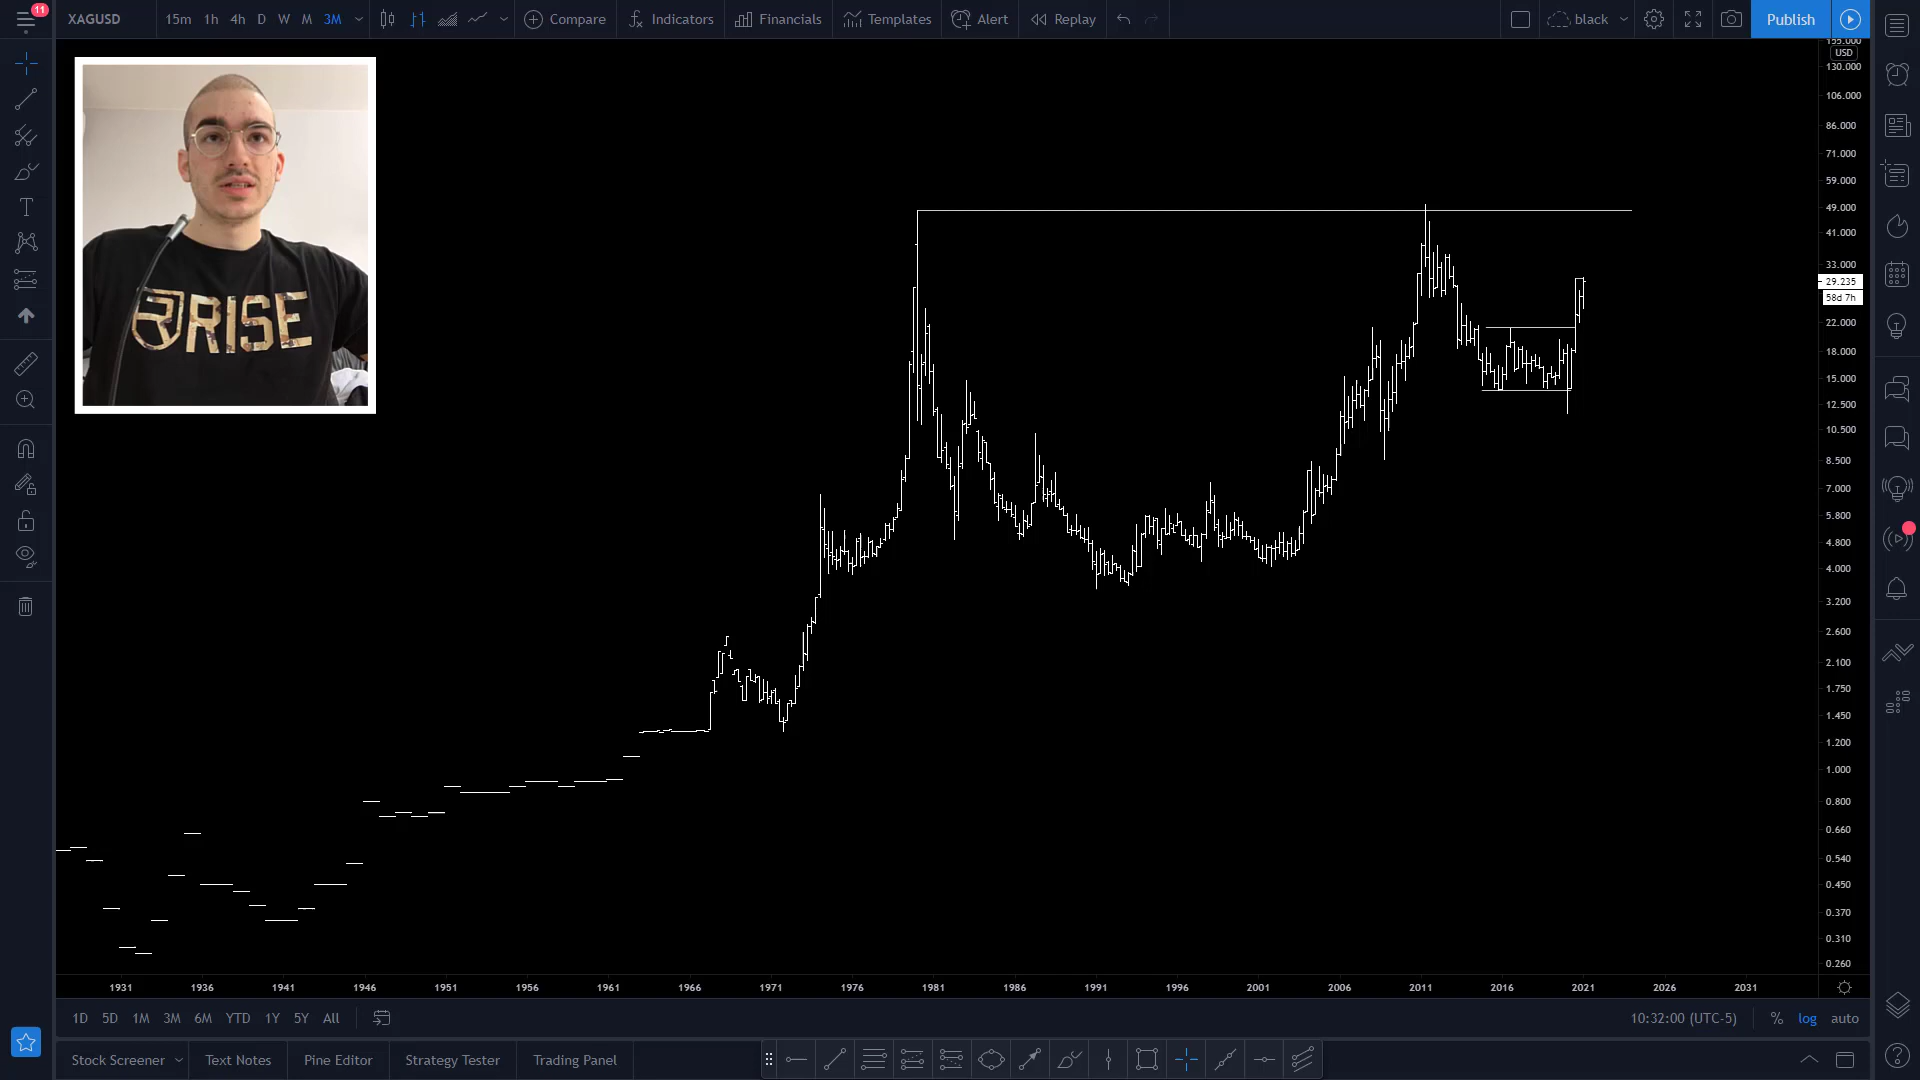 11
XAGUSD
15m 1h 4h D W M 3M
Compare
Indicators
Financials
Templates
Alert
Replay
black
Publish
RISE
155.000
USD
130.000
106.000
86.000
71.000
59.000
49.000
41.000
33.000
29.235
58d 7h
22.000
18.000
15.000
12.500
10.500
8.500
7.000
5.800
4.800
4.000
3.200
2.600
2.100
1.750
1.450
1.200
1.000
0.800
0.660
0.540
0.450
0.370
0.310
0.260
1931 1936 1941 1946 1951 1956 1961 1966 1971 1976 1981 1986 1991 1996 2001 2006 2011 2016 2021 2026 2031
1D 5D 1M 3M 6M YTD 1Y 5Y All
10:32:00 (UTC-5) % log auto
Stock Screener Text Notes Pine Editor Strategy Tester Trading Panel